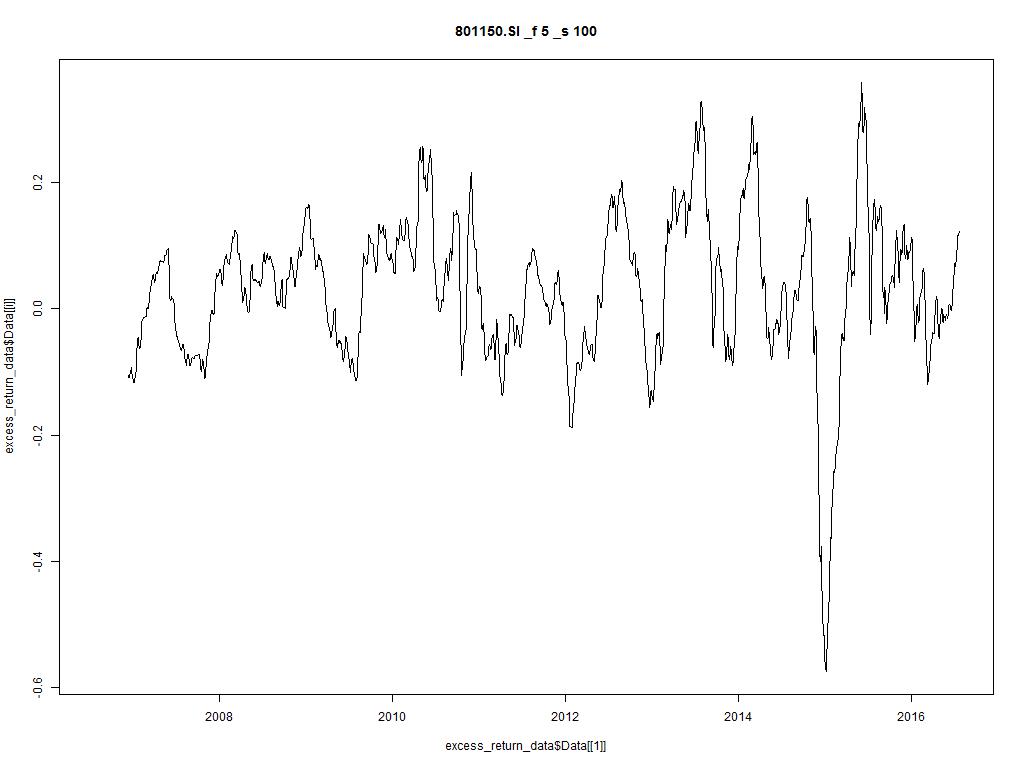 801150.SI _f 5 _s 100
excess_return_data$Data[[i]]
0.2
0.0
-0.2
-0.4
-0.6
2008 2010 2012 2014 2016
excess_return_data$Data[[1]]